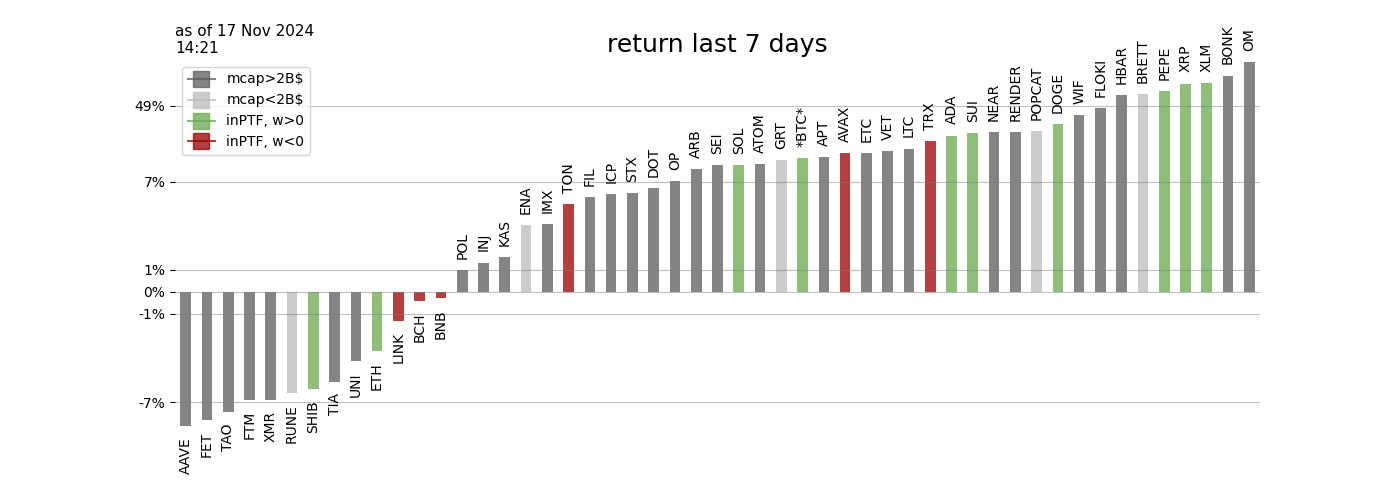 as of 17 Nov 2024
14:21
return last 7 days
mcap>2B$
mcap<2B$
inPTF, w>0
inPTF, w<0
49%
7%
1%
0%
-1%
-7%
AAVE
FET
TAO
FTM
XMR
RUNE
SHIB
TIA
UNI
ETH
LINK
BCH
BNB
POL
INJ
KAS
ENA
IMX
TON
FIL
ICP
STX
DOT
OP
ARB
SEI
SOL
ATOM
GRT
*BTC*
APT
AVAX
ETC
VET
LTC
TRX
ADA
SUI
NEAR
RENDER
POPCAT
DOGE
WIF
FLOKI
HBAR
BRETT
PEPE
XRP
XLM
BONK
OM